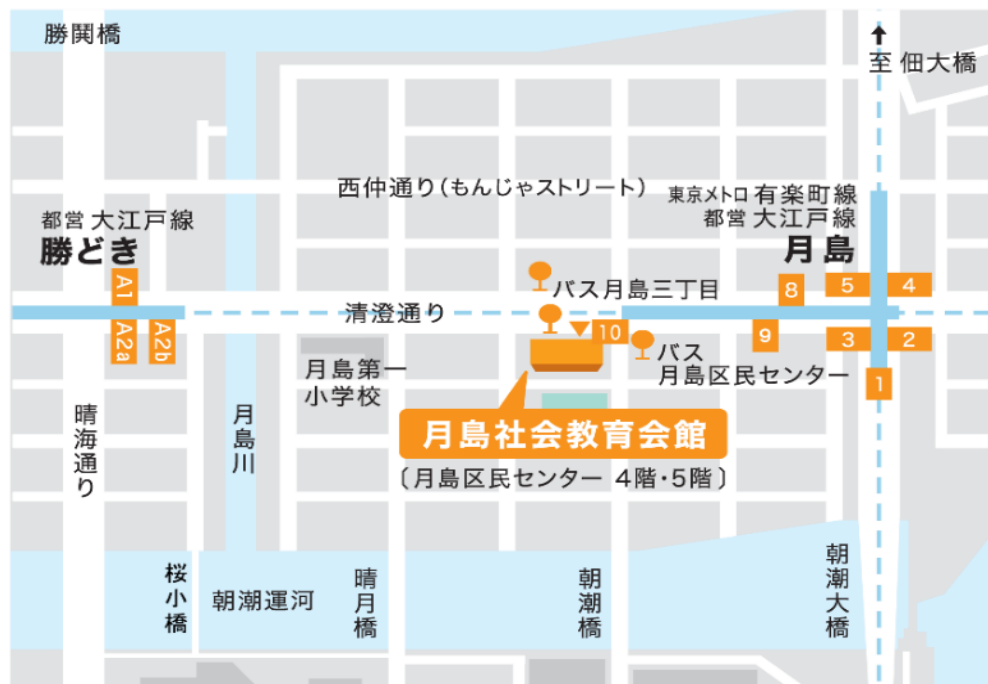 勝鬨橋
至 佃大橋
西仲通り（もんじゃストリート）
東京メトロ 有楽町線
都営 大江戸線
月島
都営 大江戸線
勝どき
A1
A2a
A2b
バス月島三丁目
清澄通り
8
5
4
10
9
3
2
1
バス
月島区民センター
月島第一
小学校
月島社会教育会館
〔月島区民センター 4階・5階〕
晴海通り
月島川
桜小橋
朝潮運河
晴月橋
朝潮橋
朝潮大橋